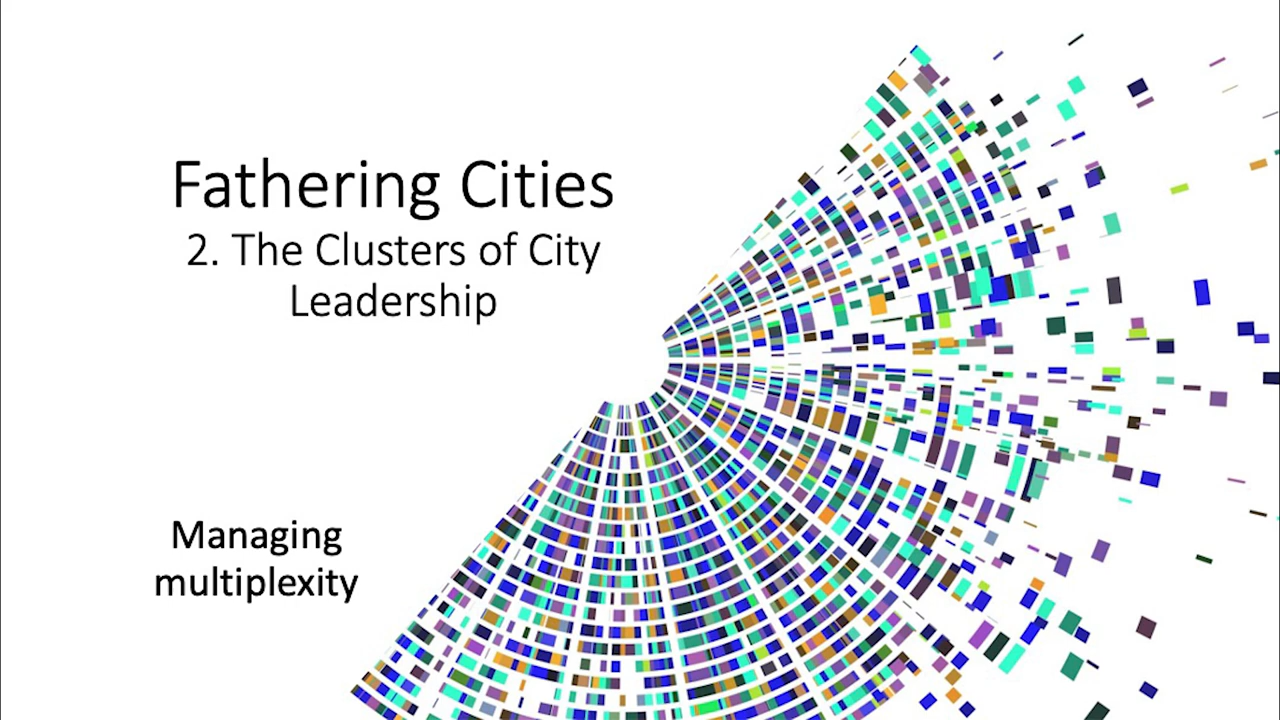 Fathering Cities
2. The Clusters of City
Leadership
Managing
multiplexity